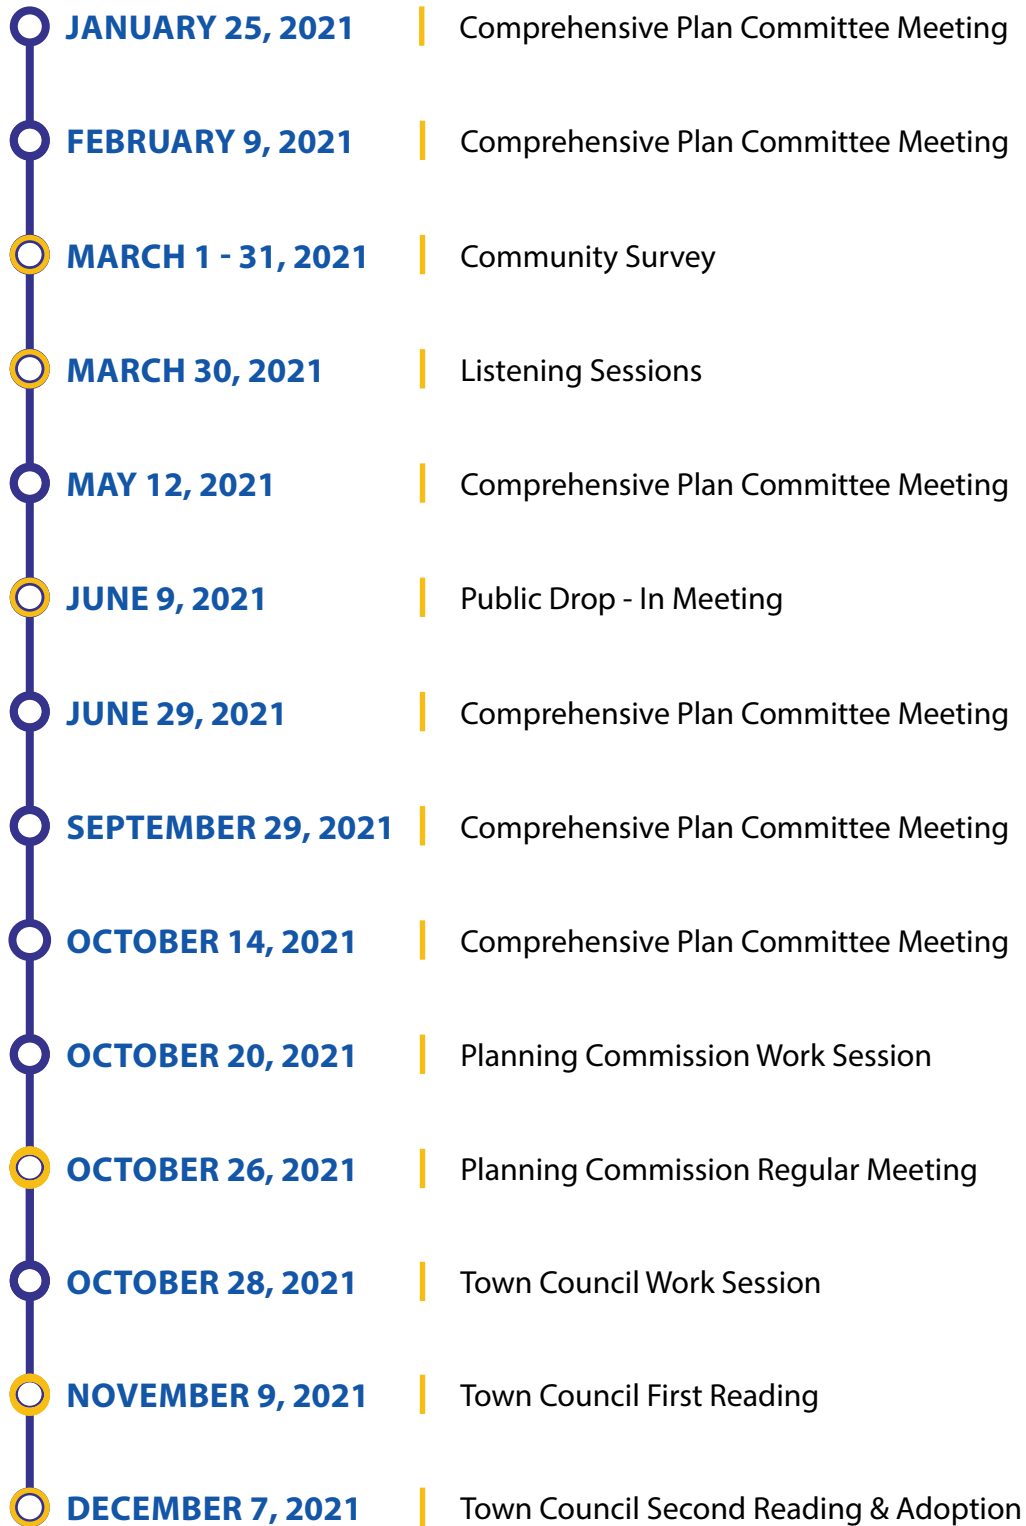 JANUARY 25, 2021 | Comprehensive Plan Committee Meeting
FEBRUARY 9, 2021 | Comprehensive Plan Committee Meeting
MARCH 1 - 31, 2021 | Community Survey
MARCH 30, 2021 | Listening Sessions
MAY 12, 2021 | Comprehensive Plan Committee Meeting
JUNE 9, 2021 | Public Drop - In Meeting
JUNE 29, 2021 | Comprehensive Plan Committee Meeting
SEPTEMBER 29, 2021 | Comprehensive Plan Committee Meeting
OCTOBER 14, 2021 | Comprehensive Plan Committee Meeting
OCTOBER 20, 2021 | Planning Commission Work Session
OCTOBER 26, 2021 | Planning Commission Regular Meeting
OCTOBER 28, 2021 | Town Council Work Session
NOVEMBER 9, 2021 | Town Council First Reading
DECEMBER 7, 2021 | Town Council Second Reading & Adoption